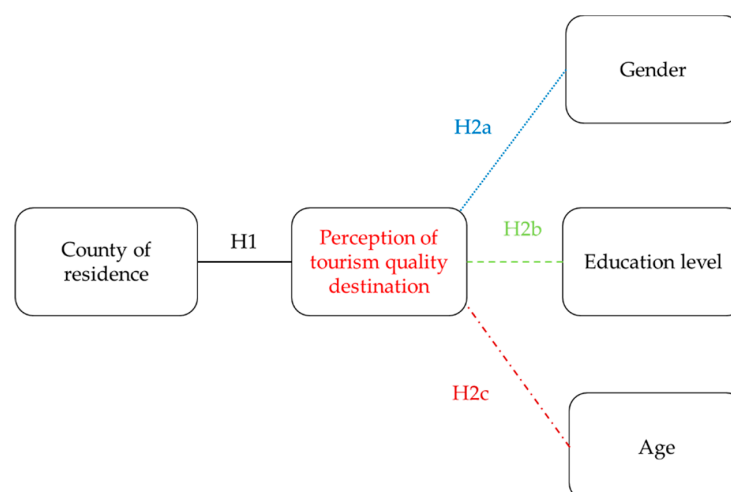 Gender
H2a
County of
residence
H1
Perception of
tourism quality
destination
H2b
Education level
H2c
Age